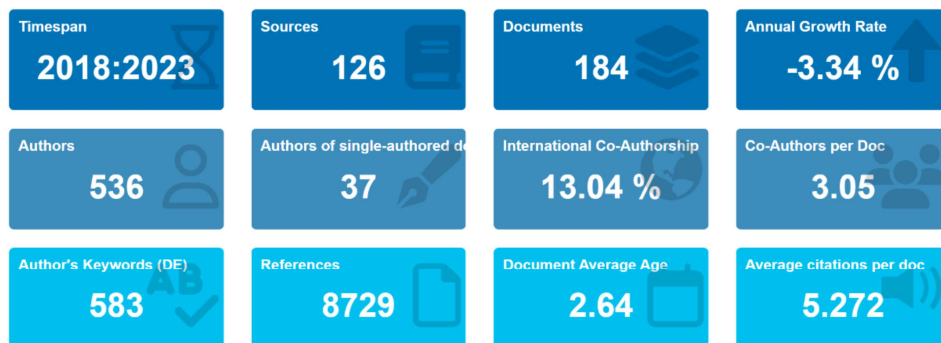 Timespan
2018:2023
Sources
126
Documents
184
Annual Growth Rate
-3.34 %
Authors
536
Authors of single-authored
37
International Co-Authorship
13.04 %
Co-Authors per Doc
3.05
Author's Keywords (DE)
583
AB
References
8729
Document Average Age
2.64
Average citations per doc
5.272